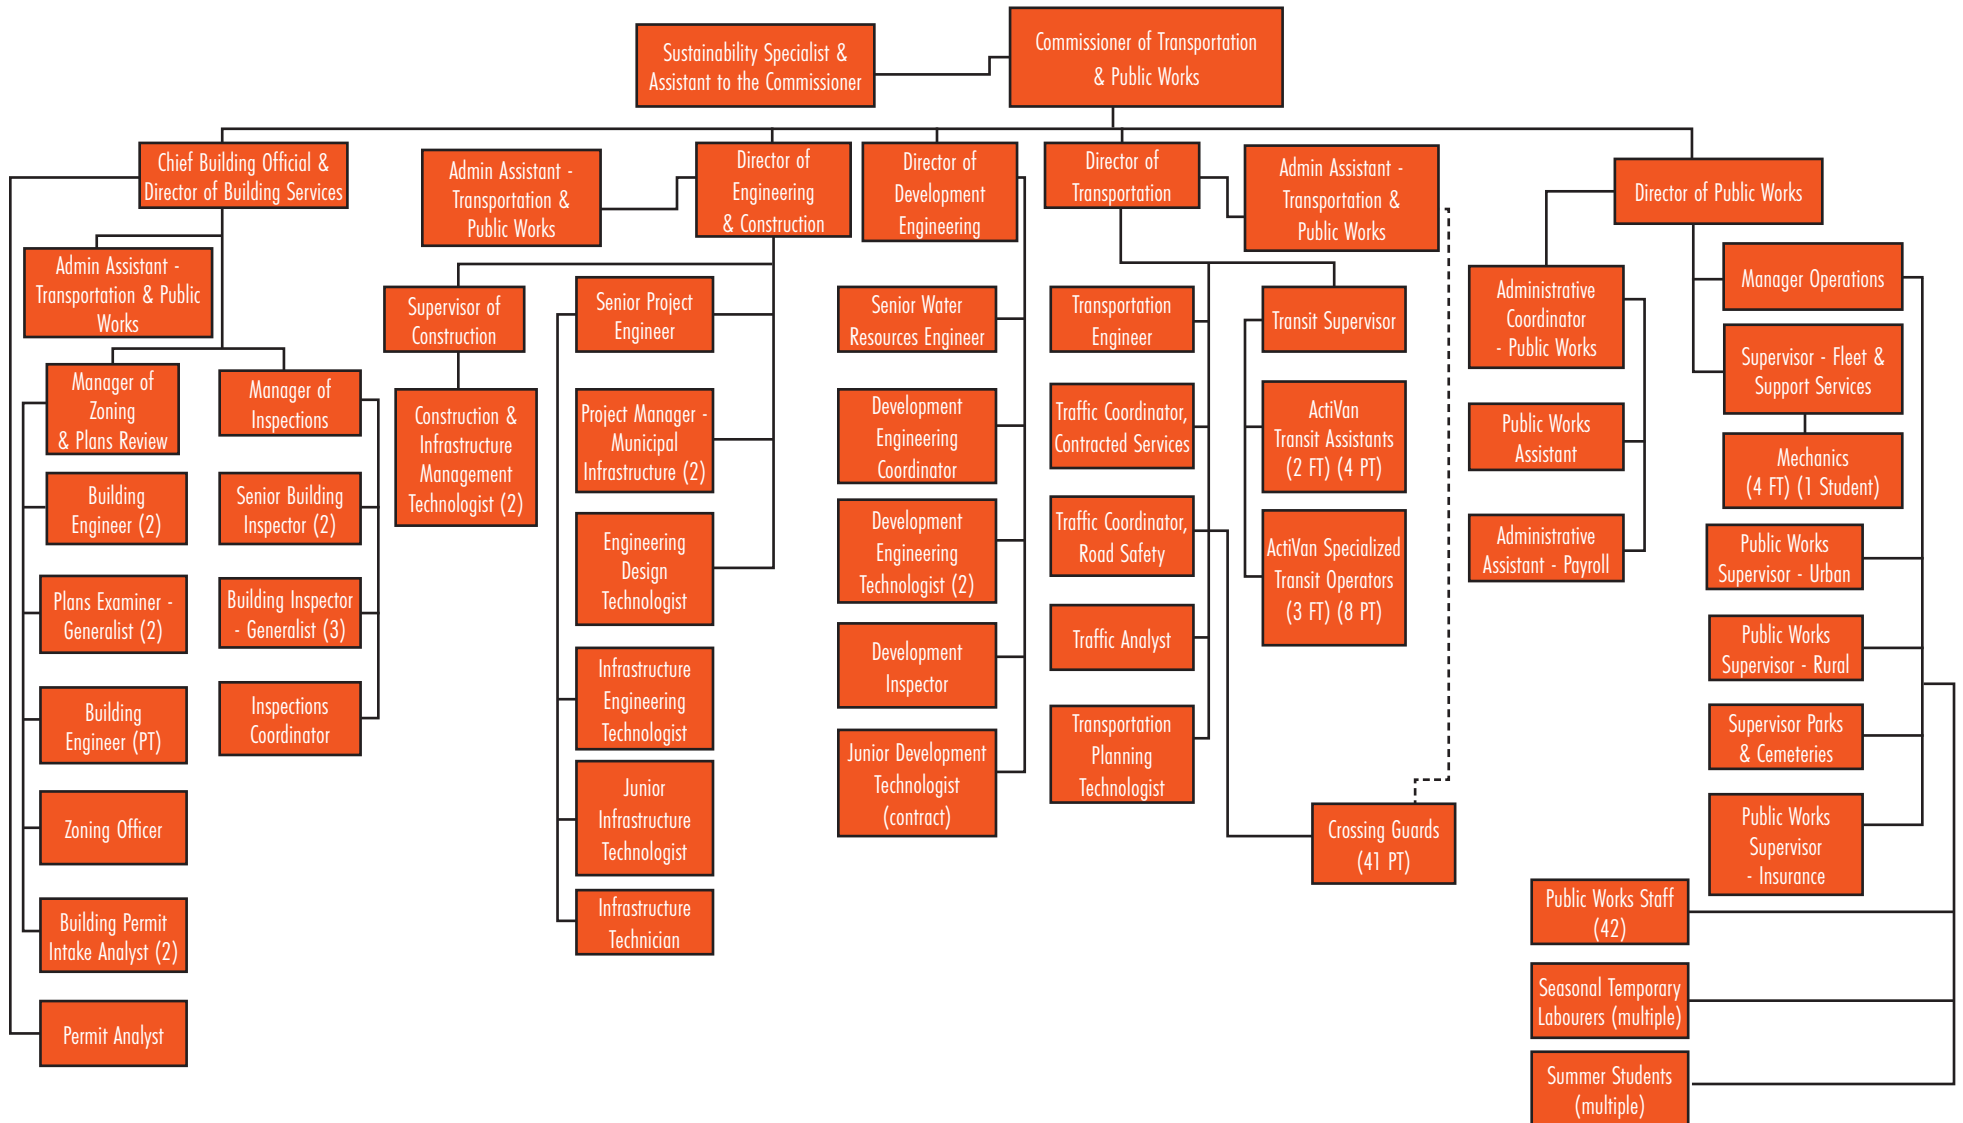 Sustainability Specialist &
Assistant to the Commissioner
Commissioner of Transportation
& Public Works
Chief Building Official &
Director of Building Services
Admin Assistant -
Transportation & Public
Works
Manager of
Zoning
& Plans Review
Building
Engineer (2)
Plans Examiner -
Generalist (2)
Building
Engineer (PT)
Zoning Officer
Building Permit
Intake Analyst (2)
Permit Analyst
Manager of
Inspections
Senior Building
Inspector (2)
Building Inspector
- Generalist (3)
Inspections
Coordinator
Admin Assistant -
Transportation &
Public Works
Director of
Engineering
& Construction
Supervisor of
Construction
Construction &
Infrastructure
Management
Technologist (2)
Senior Project
Engineer
Project Manager -
Municipal
Infrastructure (2)
Engineering
Design
Technologist
Infrastructure
Engineering
Technologist
Junior
Infrastructure
Technologist
Infrastructure
Technician
Director of
Development
Engineering
Senior Water
Resources Engineer
Development
Engineering
Coordinator
Development
Engineering
Technologist (2)
Development
Inspector
Junior Development
Technologist
(contract)
Director of
Transportation
Admin Assistant -
Transportation &
Public Works
Transportation
Engineer
Traffic Coordinator,
Contracted Services
Traffic Coordinator,
Road Safety
Traffic Analyst
Transportation
Planning
Technologist
Transit Supervisor
ActiVan
Transit Assistants
(2 FT) (4 PT)
ActiVan Specialized
Transit Operators
(3 FT) (8 PT)
Crossing Guards
(41 PT)
Director of Public Works
Administrative
Coordinator
- Public Works
Public Works
Assistant
Administrative
Assistant - Payroll
Manager Operations
Supervisor - Fleet &
Support Services
Mechanics
(4 FT) (1 Student)
Public Works
Supervisor - Urban
Public Works
Supervisor - Rural
Supervisor Parks
& Cemeteries
Public Works
Supervisor
- Insurance
Public Works Staff
(42)
Seasonal Temporary
Labourers (multiple)
Summer Students
(multiple)